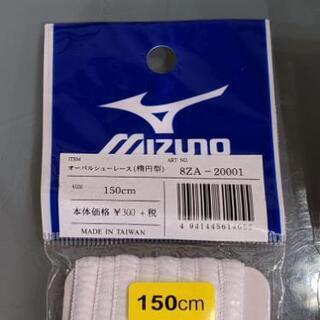 MIZUNO
ITEM ART NO.
オーバルシューレース(楕円型) 8ZA-20001
SIZE
150cm
本体価格 ¥300+税
MADE IN TAIWAN
150cm